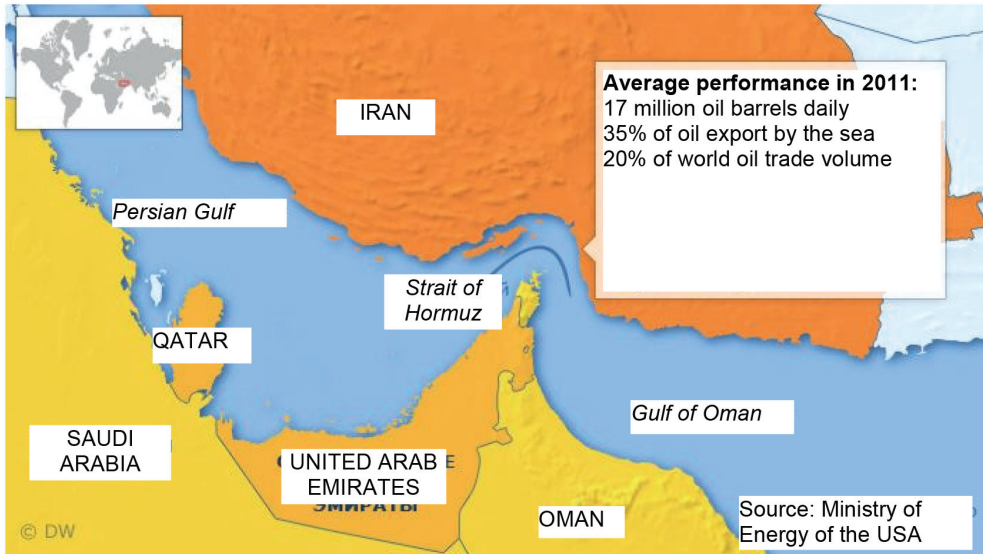 IRAN
Average performance in 2011:
17 million oil barrels daily
35% of oil export by the sea
20% of world oil trade volume
Persian Gulf
Strait of
Hormuz
QATAR
Gulf of Oman
SAUDI
ARABIA
UNITED ARAB
EMIRATES
ЭМИРАТЫ
OMAN
Source: Ministry of
Energy of the USA
© DW